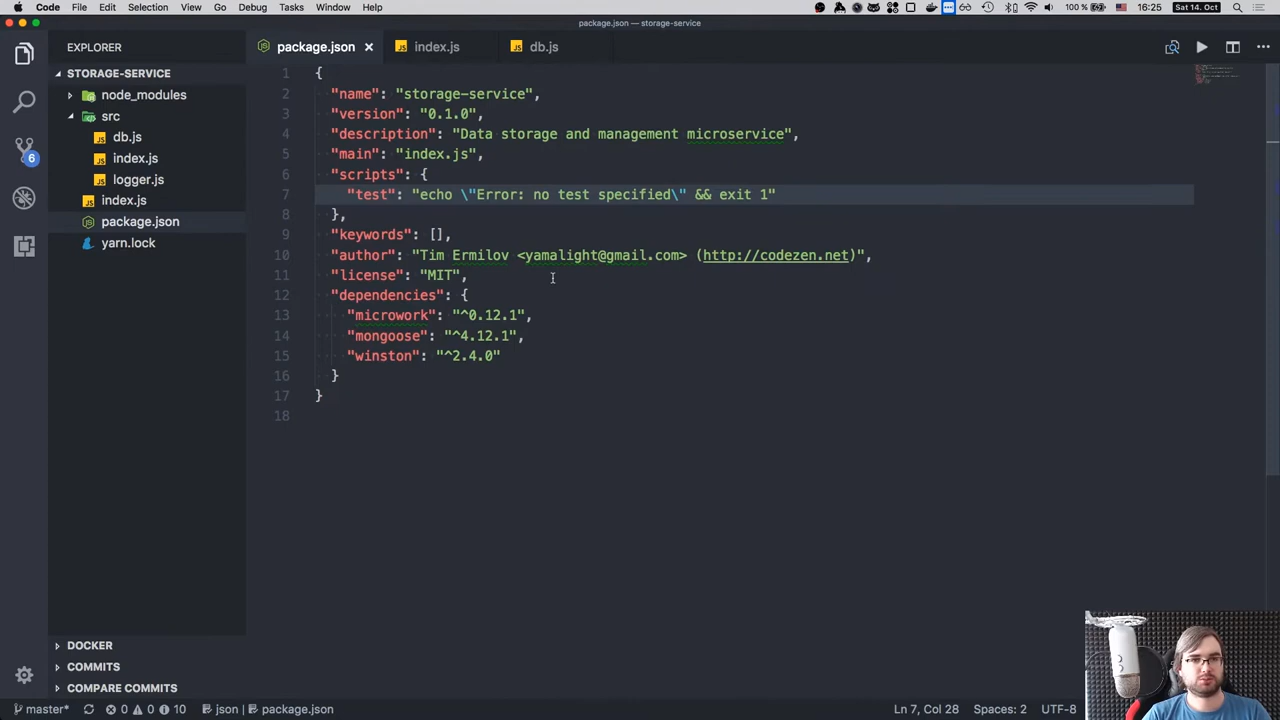 Code File Edit Selection View Go Debug Tasks Window Help 100 % 16:25 Sat 14. Oct
package.json — storage-service
EXPLORER
package.json
index.js
db.js
STORAGE-SERVICE
node_modules
src
db.js
index.js
logger.js
index.js
package.json
yarn.lock
6
DOCKER
COMMITS
COMPARE COMMITS
1 {
2 "name": "storage-service",
3 "version": "0.1.0",
4 "description": "Data storage and management microservice",
5 "main": "index.js",
6 "scripts": {
7 "test": "echo \"Error: no test specified\" && exit 1"
8 },
9 "keywords": [],
10 "author": "Tim Ermilov <yamalight@gmail.com> (http://codezen.net)",
11 "license": "MIT",
12 "dependencies": {
13 "microwork": "^0.12.1",
14 "mongoose": "^4.12.1",
15 "winston": "^2.4.0"
16 }
17 }
18
master* 0 0 10 json | package.json Ln 7, Col 28 Spaces: 2 UTF-8